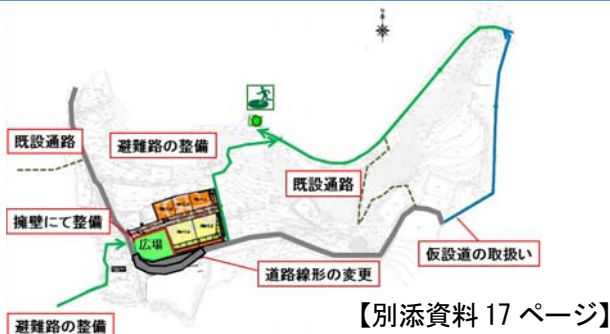 既設通路
避難路の整備
既設通路
擁壁にて整備
広場
仮設道の取扱い
道路線形の変更
避難路の整備
【別添資料 17 ページ】